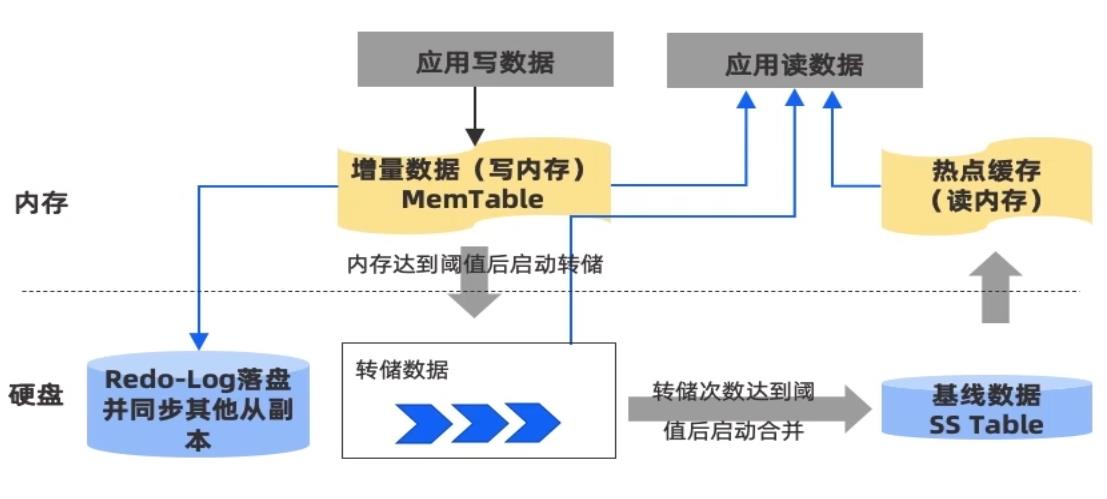 应用写数据
应用读数据
增量数据（写内存）
MemTable
热点缓存
（读内存）
内存
内存达到阈值后启动转储
硬盘
Redo-Log落盘
并同步其他从副
本
转储数据
转储次数达到阈
值后启动合并
基线数据
SS Table